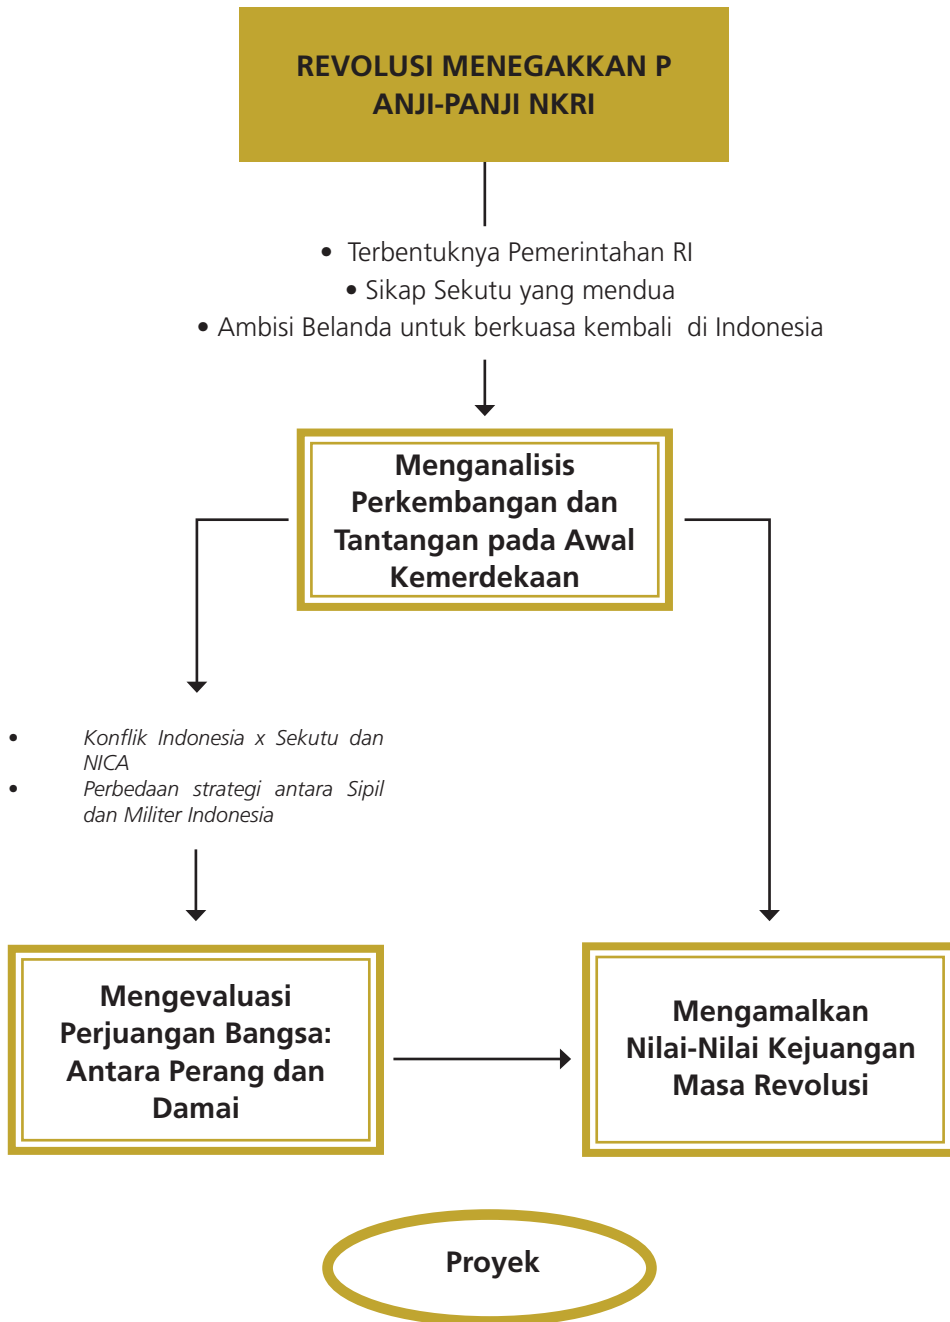 REVOLUSI MENEGAKKAN P
ANJI-PANJI NKRI
• Terbentuknya Pemerintahan RI
• Sikap Sekutu yang mendua
• Ambisi Belanda untuk berkuasa kembali di Indonesia
Menganalisis
Perkembangan dan
Tantangan pada Awal
Kemerdekaan
• Konflik Indonesia x Sekutu dan
NICA
• Perbedaan strategi antara Sipil
dan Militer Indonesia
Mengevaluasi
Perjuangan Bangsa:
Antara Perang dan
Damai
Mengamalkan
Nilai-Nilai Kejuangan
Masa Revolusi
Proyek